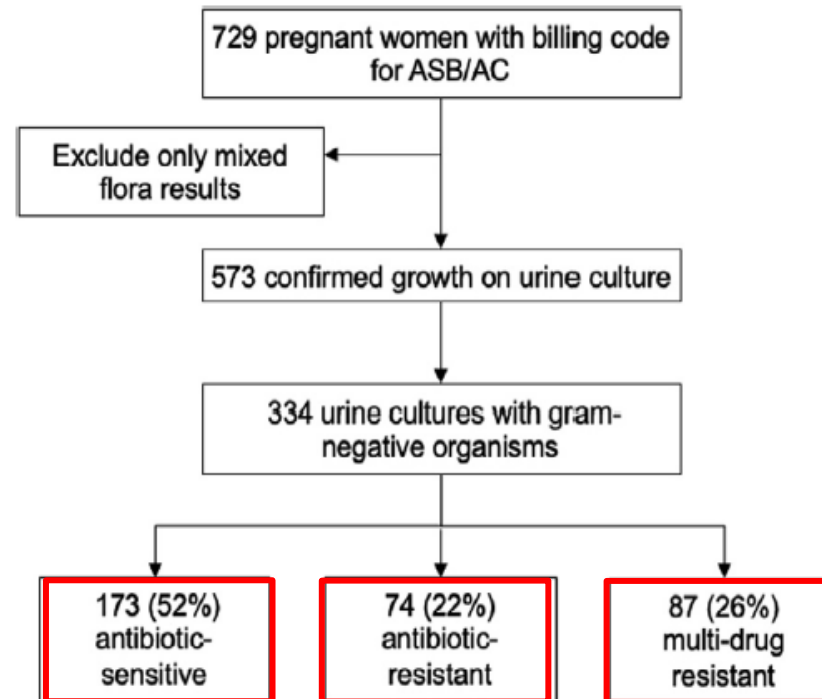 729 pregnant women with billing code
for ASB/AC
Exclude only mixed
flora results
573 confirmed growth on urine culture
334 urine cultures with gram-
negative organisms
173 (52%)
antibiotic-
sensitive
74 (22%)
antibiotic-
resistant
87 (26%)
multi-drug
resistant